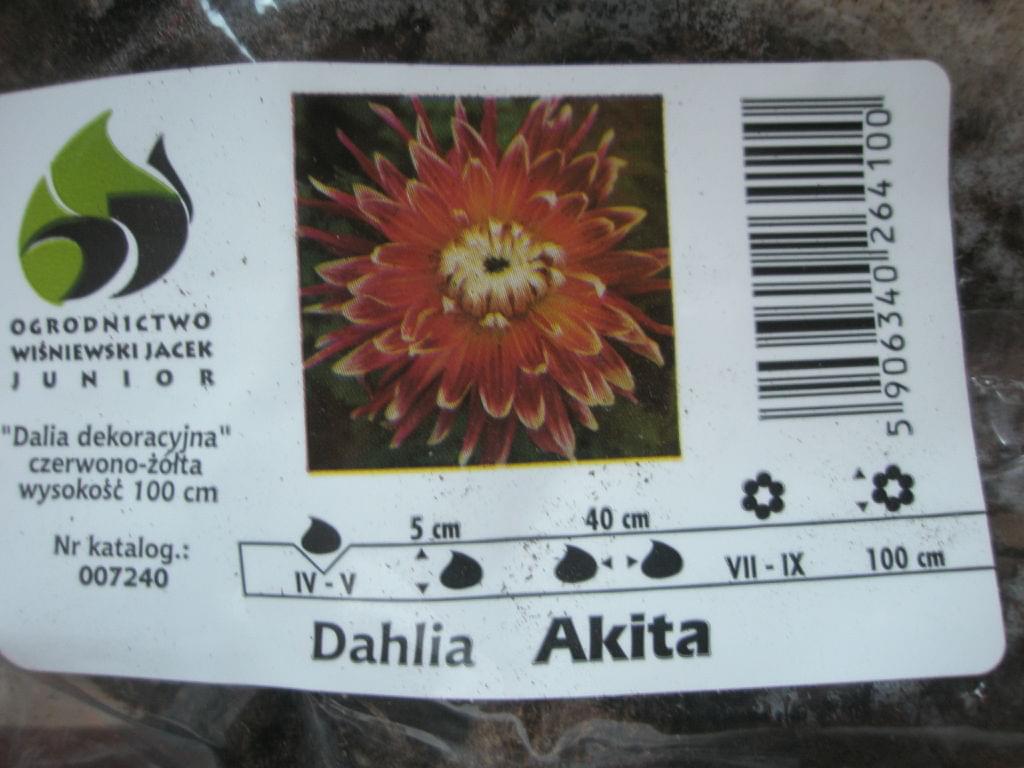 OGRODNICTWO
WIŚNIEWSKI JACEK
JUNIOR
"Dalia dekoracyjna"
czerwono-żółta
wysokość 100 cm
Nr katalog.:
007240
5 906340 264100
5 cm
40 cm
IV - V
VII - IX
100 cm
Dahlia Akita